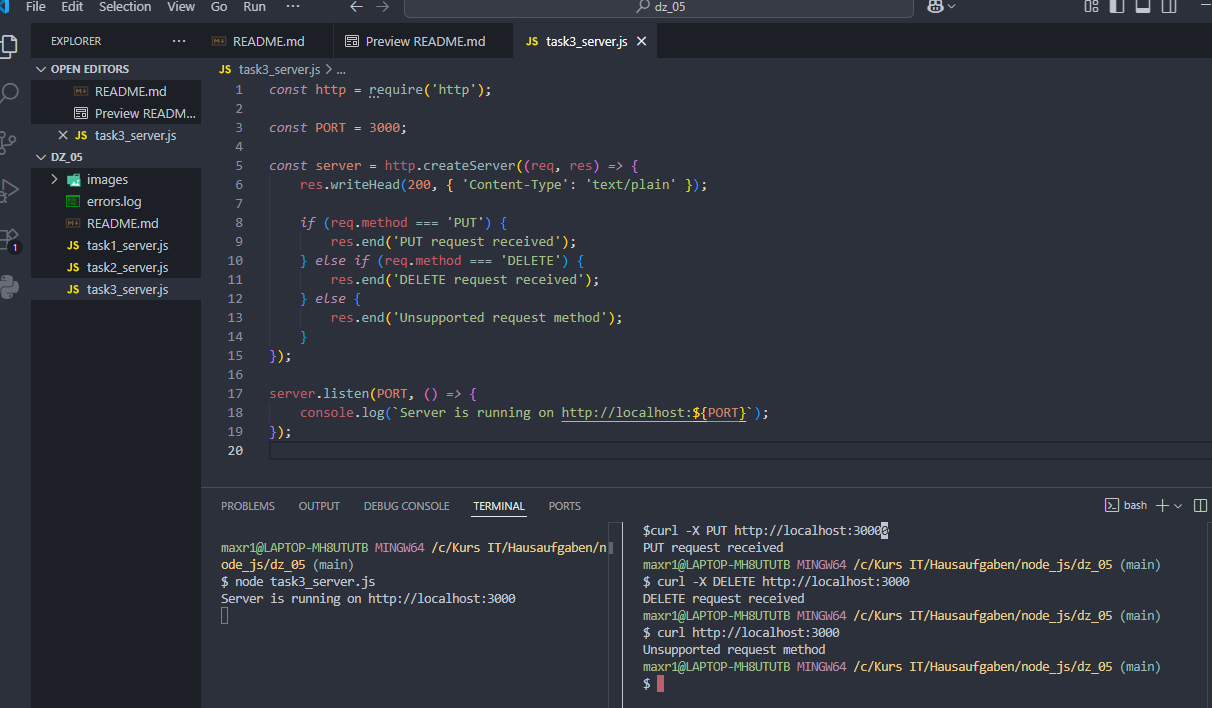 File Edit Selection View Go Run ··· dz_05
EXPLORER ···
README.md Preview README.md JS task3_server.js
OPEN EDITORS
README.md
Preview READM...
JS task3_server.js
DZ_05
images
errors.log
README.md
JS task1_server.js
JS task2_server.js
JS task3_server.js
1
JS task3_server.js > ...
1 const http = require('http');
2
3 const PORT = 3000;
4
5 const server = http.createServer((req, res) => {
6 res.writeHead(200, { 'Content-Type': 'text/plain' });
7
8 if (req.method === 'PUT') {
9 res.end('PUT request received');
10 } else if (req.method === 'DELETE') {
11 res.end('DELETE request received');
12 } else {
13 res.end('Unsupported request method');
14 }
15 });
16
17 server.listen(PORT, () => {
18 console.log(`Server is running on http://localhost:${PORT}`);
19 });
20
PROBLEMS OUTPUT DEBUG CONSOLE TERMINAL PORTS bash
maxr1@LAPTOP-MH8UTUTB MINGW64 /c/Kurs IT/Hausaufgaben/n
ode_js/dz_05 (main)
$ node task3_server.js
Server is running on http://localhost:3000
$curl -X PUT http://localhost:30000
PUT request received
maxr1@LAPTOP-MH8UTUTB MINGW64 /c/Kurs IT/Hausaufgaben/node_js/dz_05 (main)
$ curl -X DELETE http://localhost:3000
DELETE request received
maxr1@LAPTOP-MH8UTUTB MINGW64 /c/Kurs IT/Hausaufgaben/node_js/dz_05 (main)
$ curl http://localhost:3000
Unsupported request method
maxr1@LAPTOP-MH8UTUTB MINGW64 /c/Kurs IT/Hausaufgaben/node_js/dz_05 (main)
$